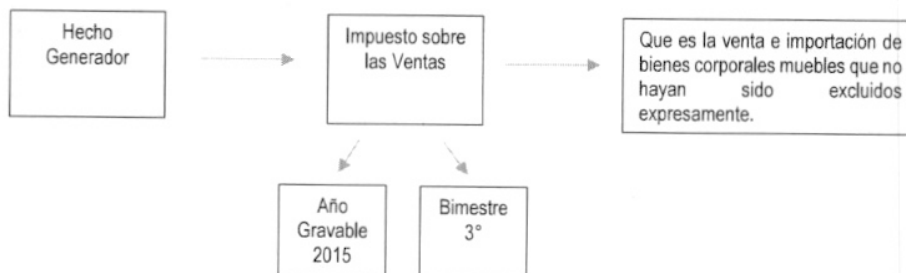 Hecho
Generador
Impuesto sobre
las Ventas
Que es la venta e importación de
bienes corporales muebles que no
hayan sido excluidos
expresamente.
Año
Gravable
2015
Bimestre
3°